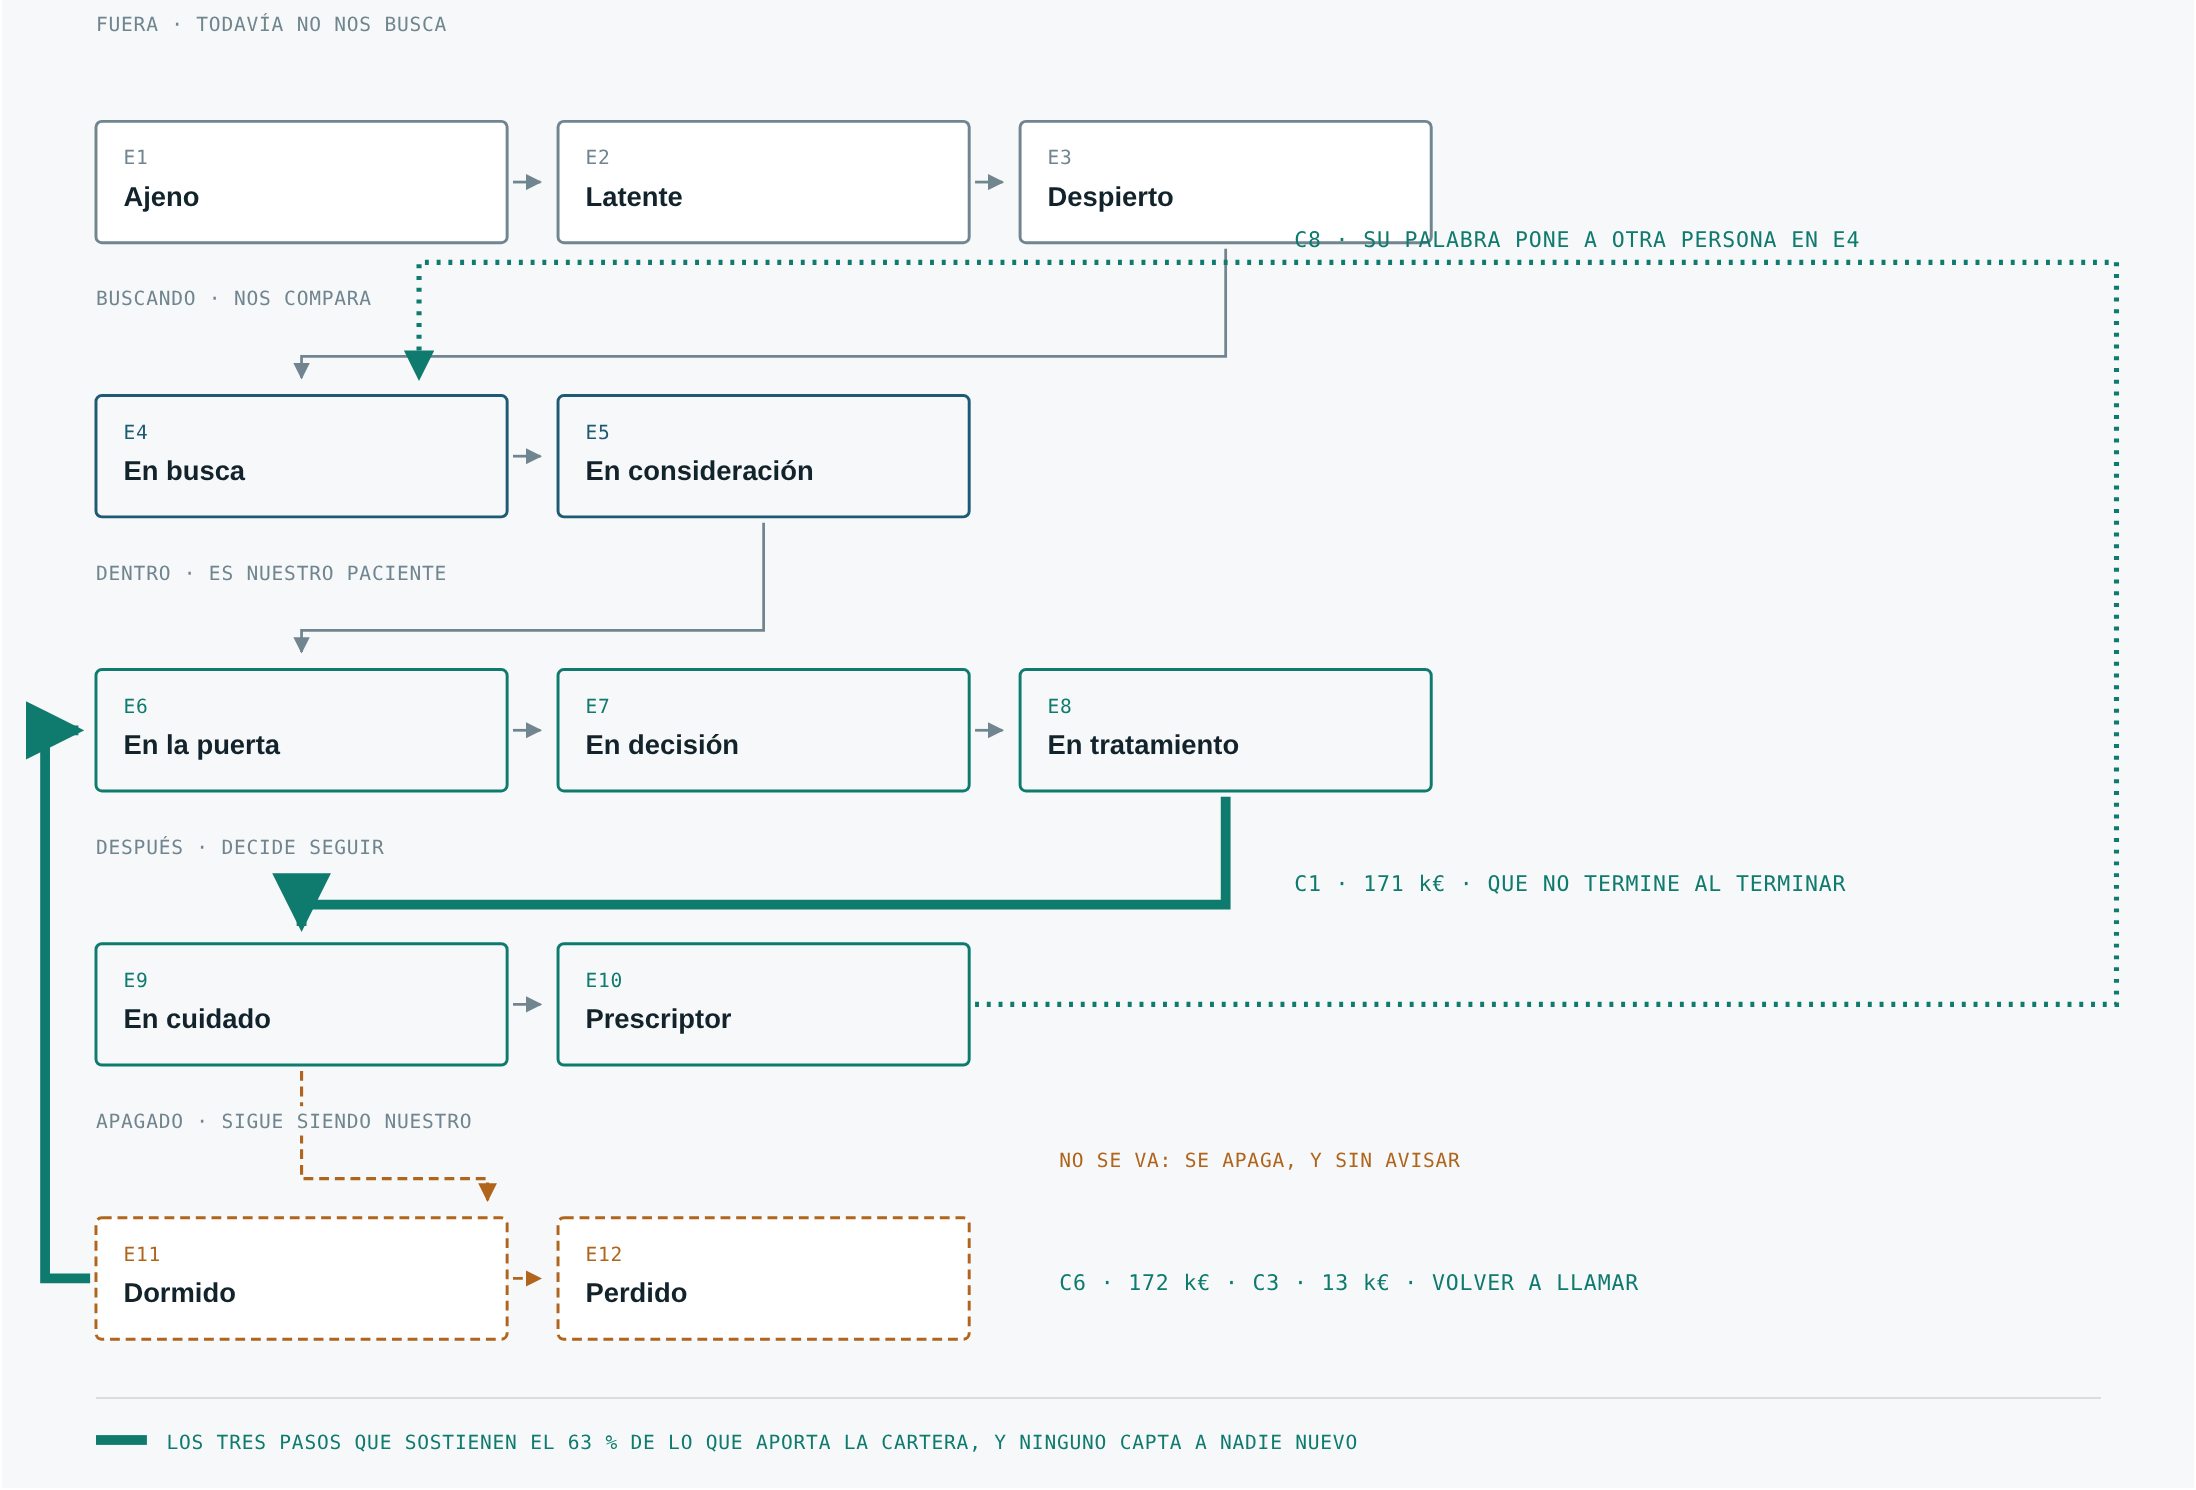 FUERA · TODAVÍA NO NOS BUSCA
E1
Ajeno
E2
Latente
E3
Despierto
C8 · SU PALABRA PONE A OTRA PERSONA EN E4
BUSCANDO · NOS COMPARA
E4
En busca
E5
En consideración
DENTRO · ES NUESTRO PACIENTE
E6
En la puerta
E7
En decisión
E8
En tratamiento
DESPUÉS · DECIDE SEGUIR
C1 · 171 k€ · QUE NO TERMINE AL TERMINAR
E9
En cuidado
E10
Prescriptor
APAGADO · SIGUE SIENDO NUESTRO
NO SE VA: SE APAGA, Y SIN AVISAR
E11
Dormido
E12
Perdido
C6 · 172 k€ · C3 · 13 k€ · VOLVER A LLAMAR
LOS TRES PASOS QUE SOSTIENEN EL 63 % DE LO QUE APORTA LA CARTERA, Y NINGUNO CAPTA A NADIE NUEVO